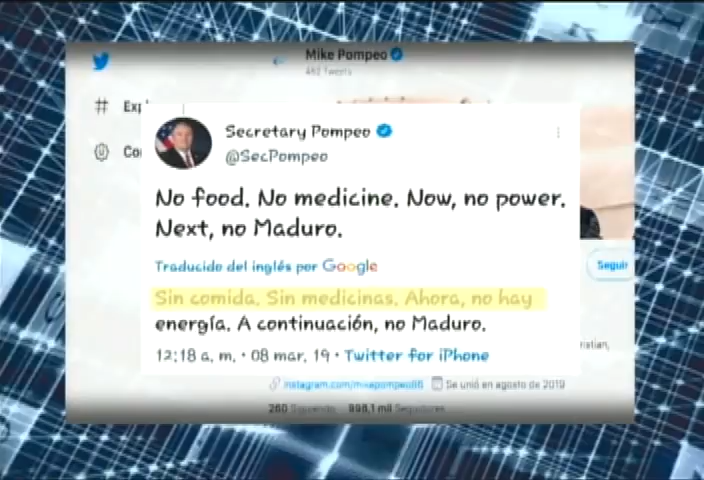 Mike Pompeo
482 Tweets
Secretary Pompeo
@SecPompeo
No food. No medicine. Now, no power.
Next, no Maduro.
Traducido del inglés por Google
Sin comida. Sin medicinas. Ahora, no hay
energía. A continuación, no Maduro.
12:18 a. m. · 08 mar. 19 · Twitter for iPhone
Seguir
instagram.com/mikepompeo86 Se unió en agosto de 2019
260 Siguiendo 898,1 mil Seguidores